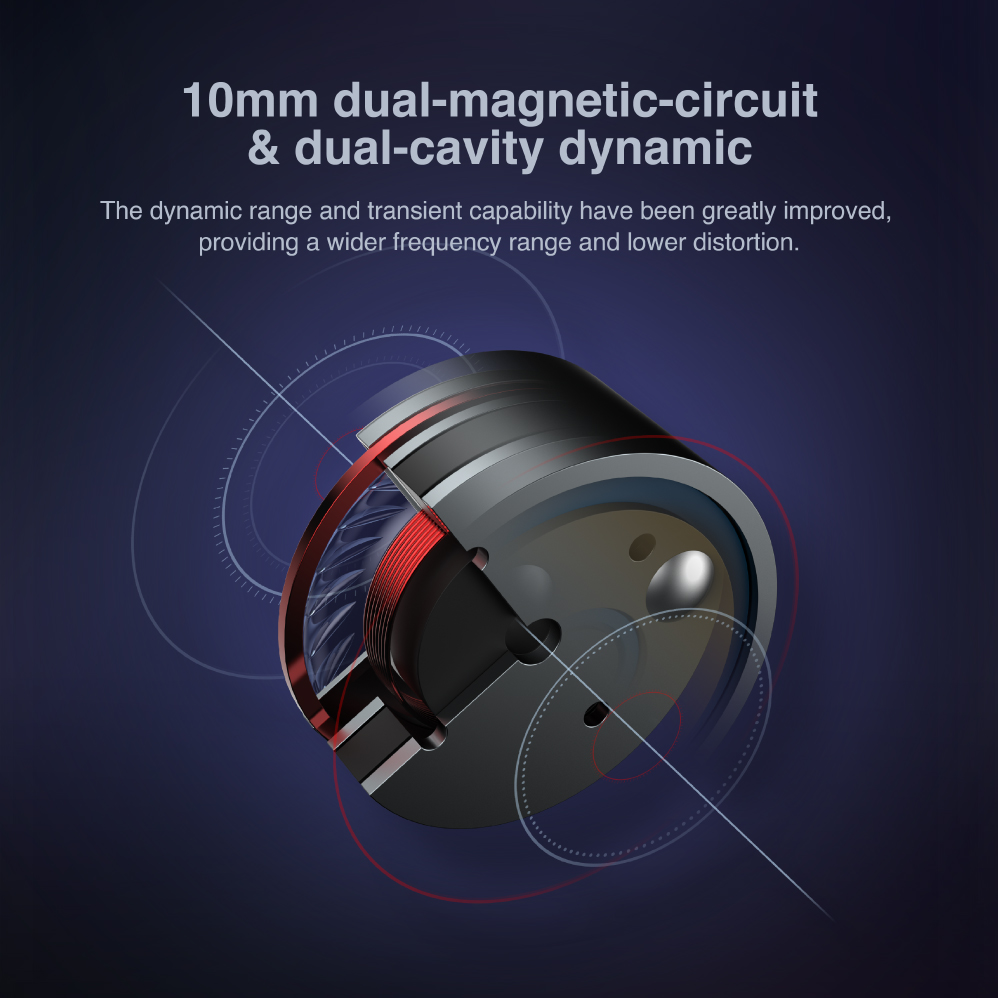 10mm dual-magnetic-circuit
& dual-cavity dynamic
The dynamic range and transient capability have been greatly improved,
providing a wider frequency range and lower distortion.